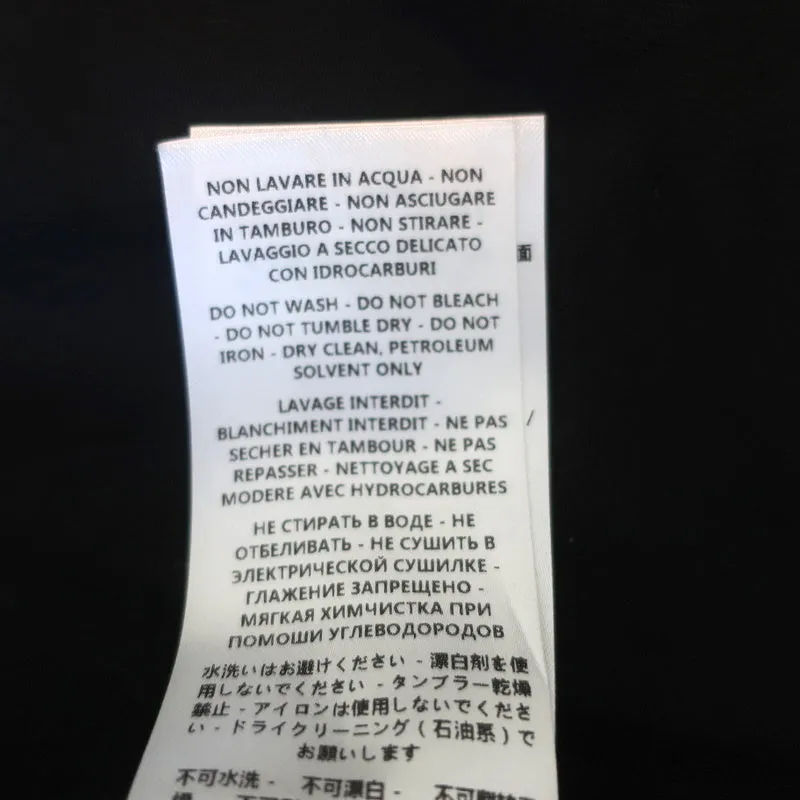 NON LAVARE IN ACQUA - NON
CANDEGGIARE - NON ASCIUGARE
IN TAMBURO - NON STIRARE -
LAVAGGIO A SECCO DELICATO
CON IDROCARBURI
面
DO NOT WASH - DO NOT BLEACH
- DO NOT TUMBLE DRY - DO NOT
IRON - DRY CLEAN, PETROLEUM
SOLVENT ONLY
LAVAGE INTERDIT -
BLANCHIMENT INTERDIT - NE PAS
/
SECHER EN TAMBOUR - NE PAS
REPASSER - NETTOYAGE A SEC
MODERE AVEC HYDROCARBURES
НЕ СТИРАТЬ В ВОДЕ - НЕ
ОТБЕЛИВАТЬ - НЕ СУШИТЬ В
ЭЛЕКТРИЧЕСКОЙ СУШИЛКЕ -
ГЛАЖЕНИЕ ЗАПРЕЩЕНО -
МЯГКАЯ ХИМЧИСТКА ПРИ
ПОМОШИ УГЛЕВОДОРОДОВ
水洗いはお避けください - 漂白剤を使
用しないでください - タンブラー乾燥
禁止 - アイロンは使用しないでくださ
い - ドライクリーニング(石油系)で
お願いします
不可水洗 - 不可漂白 - 不可